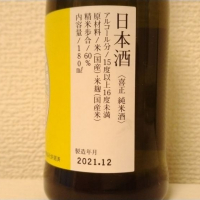 日本酒
〈喜正 純米酒〉
アルコール分/15度以上16度未満
原材料/米(国産)・米麹(国産米)
精米歩合/60%
内容量/180ml
製造年月
2021.12